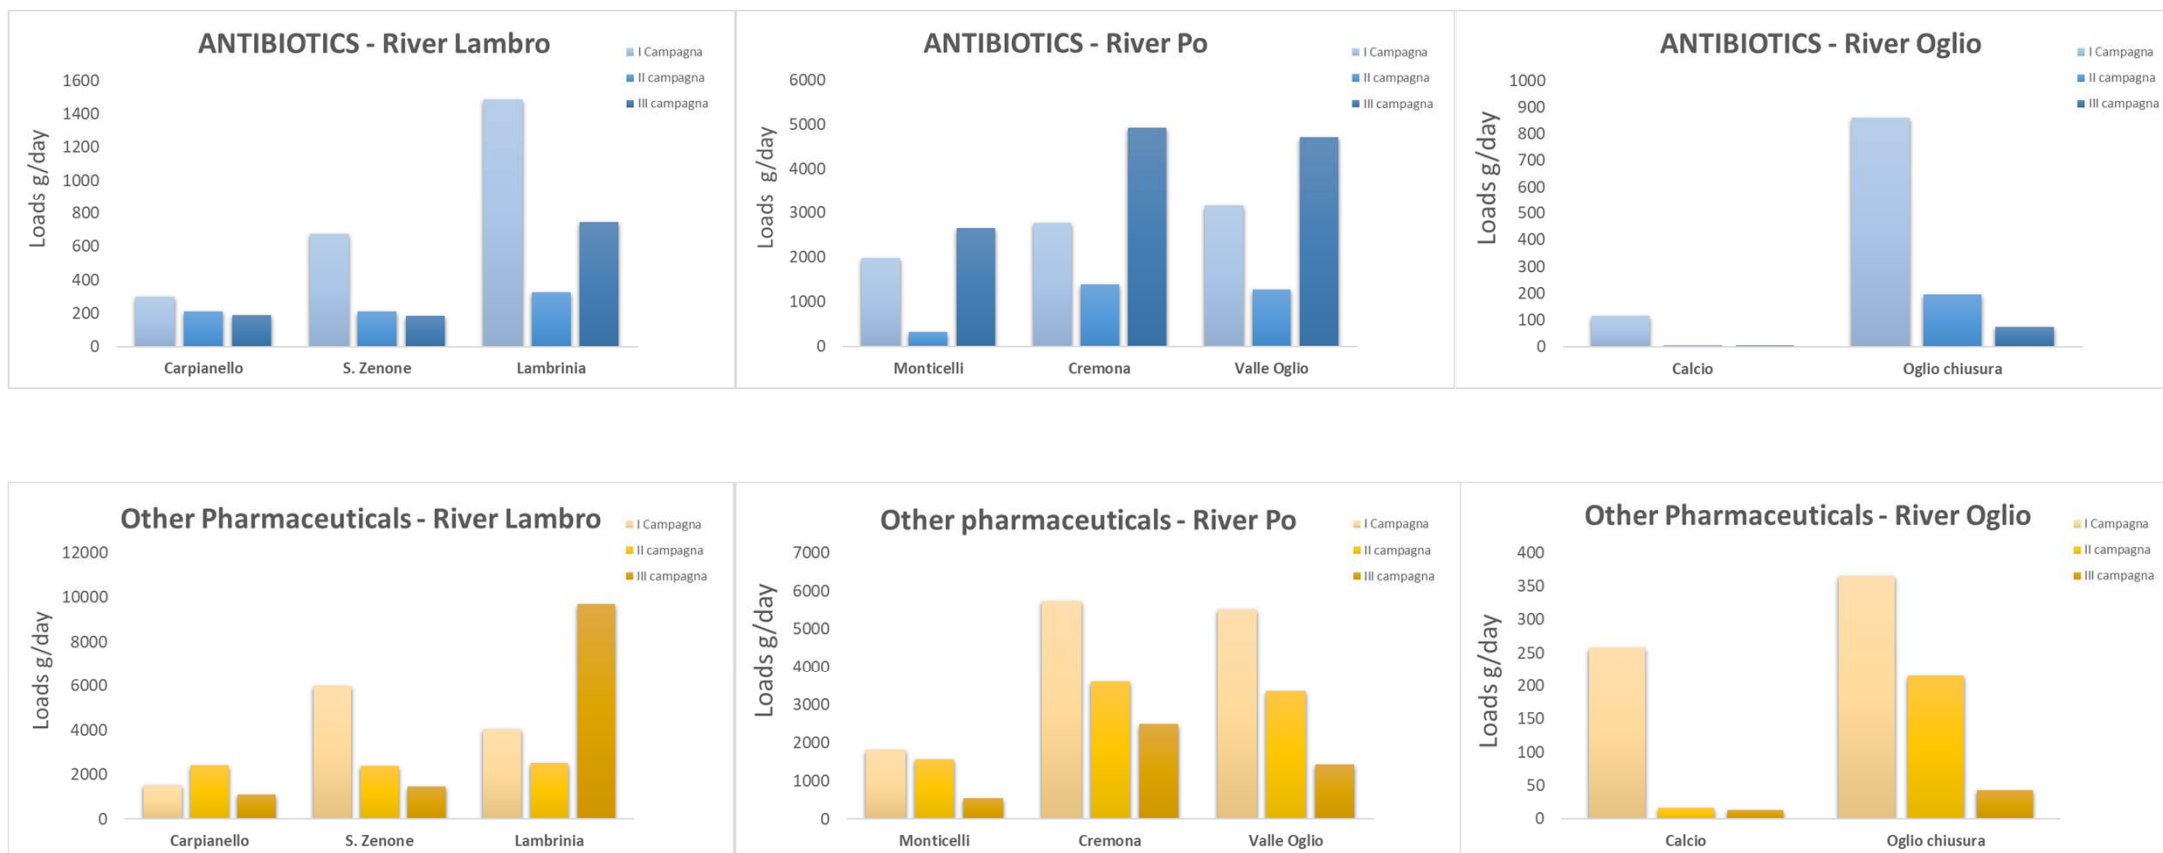 ANTIBIOTICS - River Lambro
I Campagna
II campagna
III campagna
Loads g/day
1600
1400
1200
1000
800
600
400
200
0
Carpianello
S. Zenone
Lambrinia
ANTIBIOTICS - River Po
I Campagna
II campagna
III campagna
Loads g/day
6000
5000
4000
3000
2000
1000
0
Monticelli
Cremona
Valle Oglio
ANTIBIOTICS - River Oglio
I Campagna
II campagna
III campagna
Loads g/day
1000
900
800
700
600
500
400
300
200
100
0
Calcio
Oglio chiusura
Other Pharmaceuticals - River Lambro
I Campagna
II campagna
III campagna
Loads g/day
12000
10000
8000
6000
4000
2000
0
Carpianello
S. Zenone
Lambrinia
Other pharmaceuticals - River Po
I Campagna
II campagna
III campagna
Loads g/day
7000
6000
5000
4000
3000
2000
1000
0
Monticelli
Cremona
Valle Oglio
Other Pharmaceuticals - River Oglio
I Campagna
II campagna
III campagna
Loads g/day
400
350
300
250
200
150
100
50
0
Calcio
Oglio chiusura